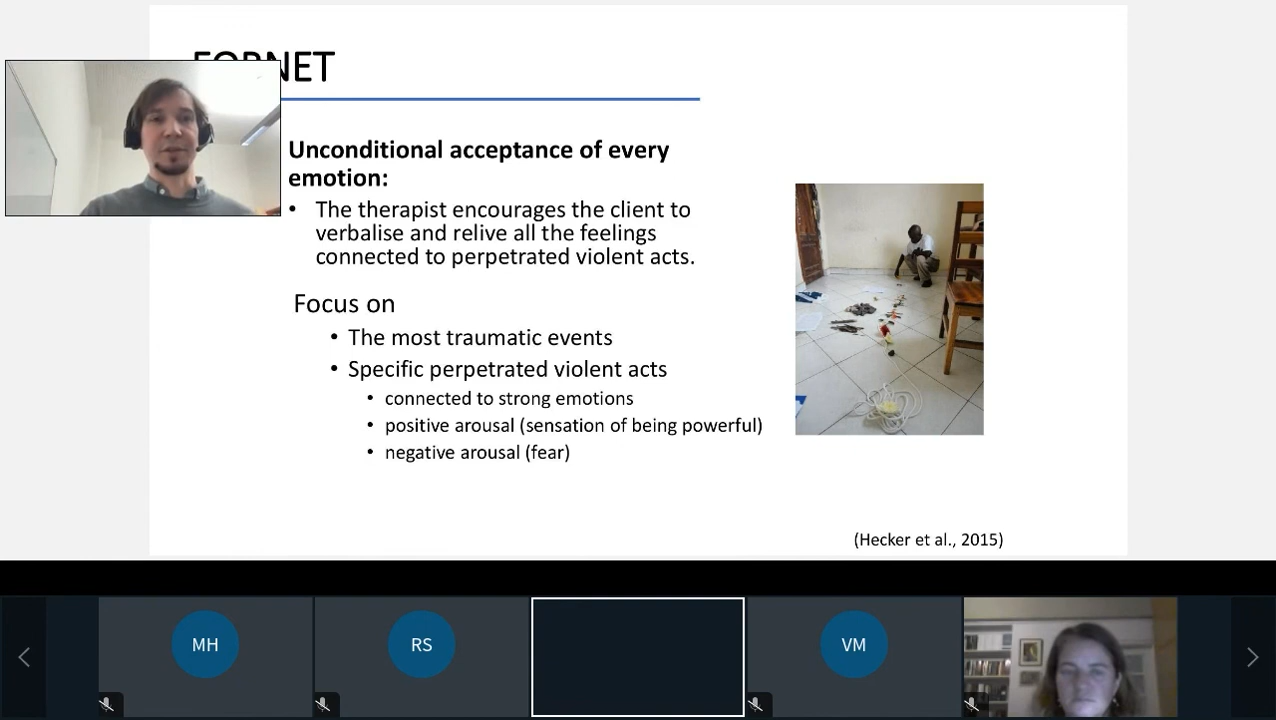 FORNET
Unconditional acceptance of every
emotion:
• The therapist encourages the client to
verbalise and relive all the feelings
connected to perpetrated violent acts.
Focus on
• The most traumatic events
• Specific perpetrated violent acts
• connected to strong emotions
• positive arousal (sensation of being powerful)
• negative arousal (fear)
(Hecker et al., 2015)
MH
RS
VM